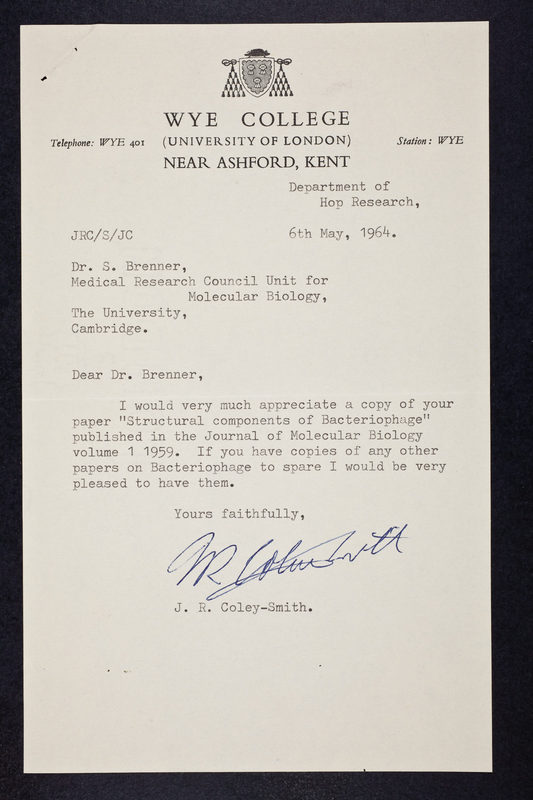 WYE COLLEGE
Telephone: WYE 401 (UNIVERSITY OF LONDON) Station: WYE
NEAR ASHFORD, KENT
Department of
Hop Research,
JRC/S/JC 6th May, 1964.
Dr. S. Brenner,
Medical Research Council Unit for
Molecular Biology,
The University,
Cambridge.
Dear Dr. Brenner,
I would very much appreciate a copy of your
paper "Structural components of Bacteriophage"
published in the Journal of Molecular Biology
volume 1 1959. If you have copies of any other
papers on Bacteriophage to spare I would be very
pleased to have them.
Yours faithfully,
JR Coley-Smith
J. R. Coley-Smith.